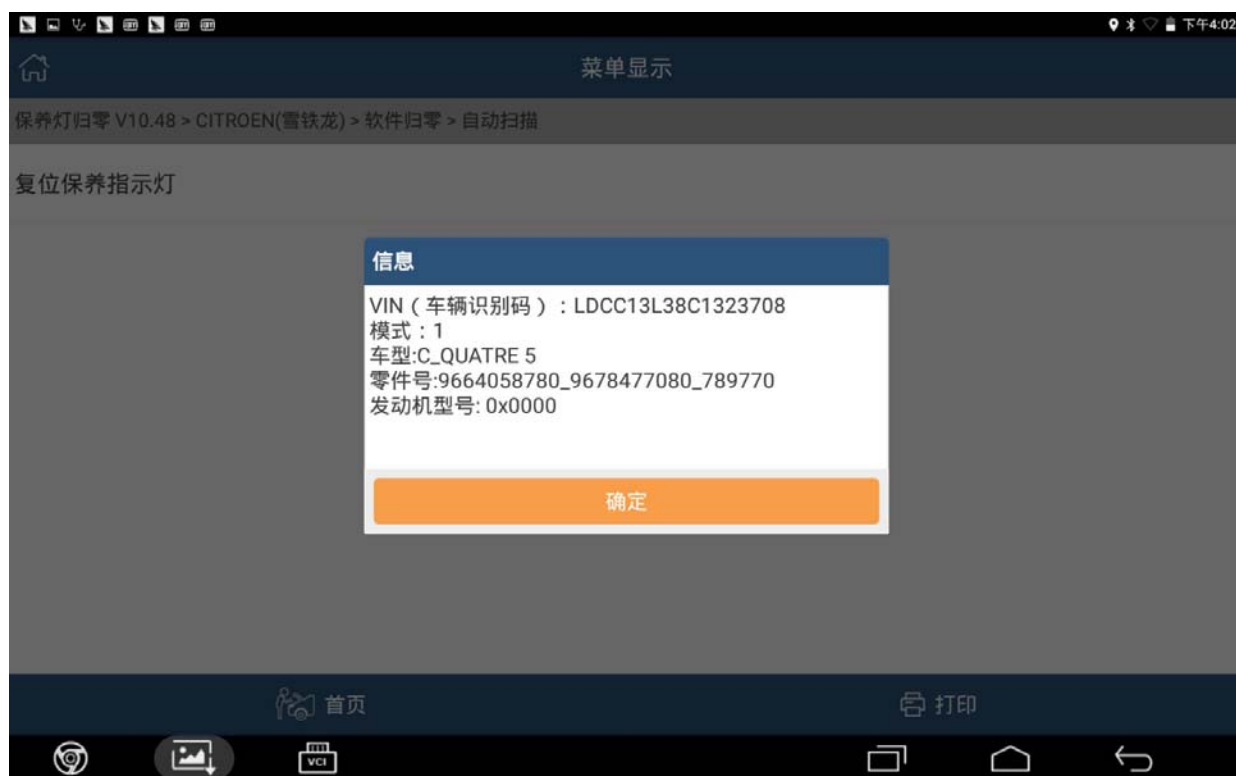 下午4:02
菜单显示
保养灯归零 V10.48 > CITROEN(雪铁龙) > 软件归零 > 自动扫描
复位保养指示灯
信息
VIN（车辆识别码）：LDCC13L38C1323708
模式：1
车型:C_QUATRE 5
零件号:9664058780_9678477080_789770
发动机型号: 0x0000
确定
首页
打印
VCI